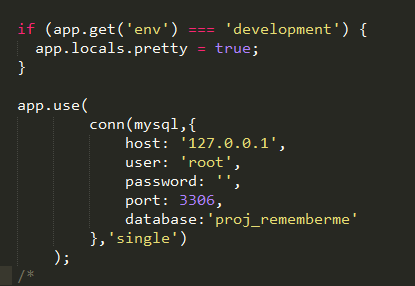 if (app.get('env') === 'development') {
  app.locals.pretty = true;
}
app.use(
        conn(mysql,{
            host: '127.0.0.1',
            user: 'root',
            password: '',
            port: 3306,
            database:'proj_rememberme'
        },'single')
    );
/*